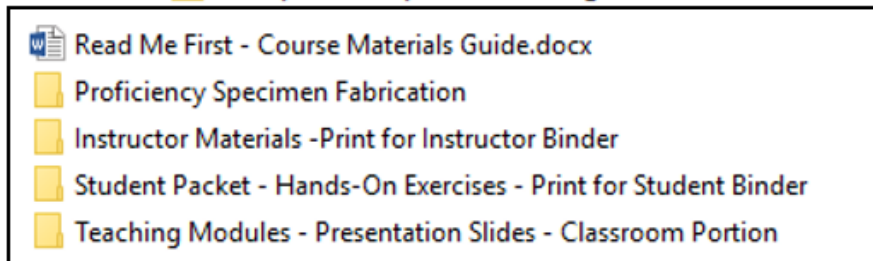 Read Me First - Course Materials Guide.docx
Proficiency Specimen Fabrication
Instructor Materials -Print for Instructor Binder
Student Packet - Hands-On Exercises - Print for Student Binder
Teaching Modules - Presentation Slides - Classroom Portion